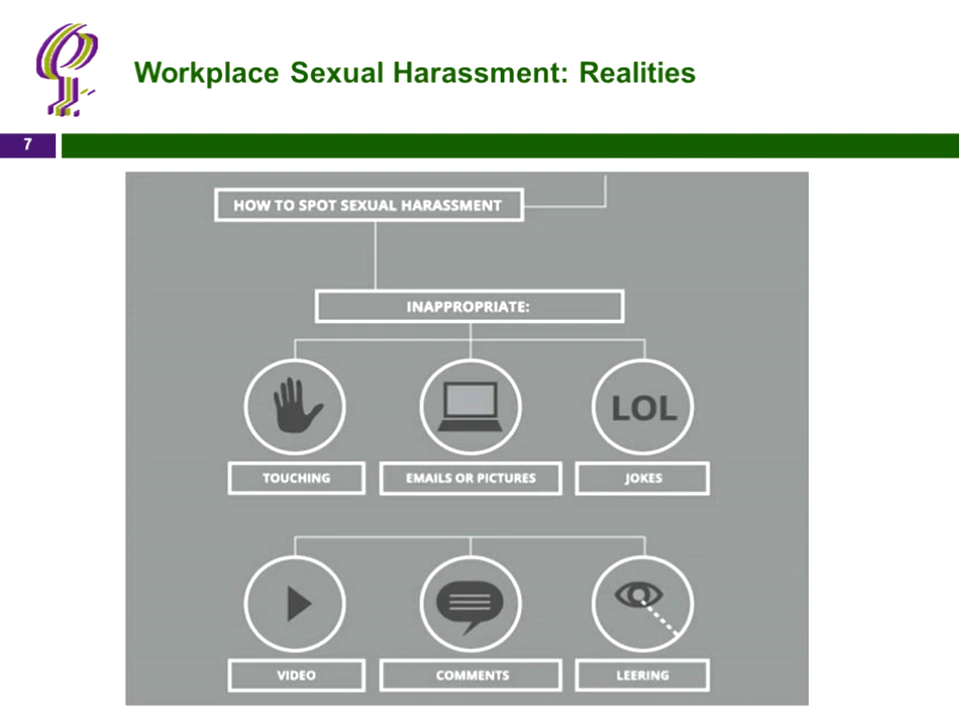 Workplace Sexual Harassment: Realities
7
HOW TO SPOT SEXUAL HARASSMENT
INAPPROPRIATE:
LOL
TOUCHING
EMAILS OR PICTURES
JOKES
VIDEO
COMMENTS
LEERING